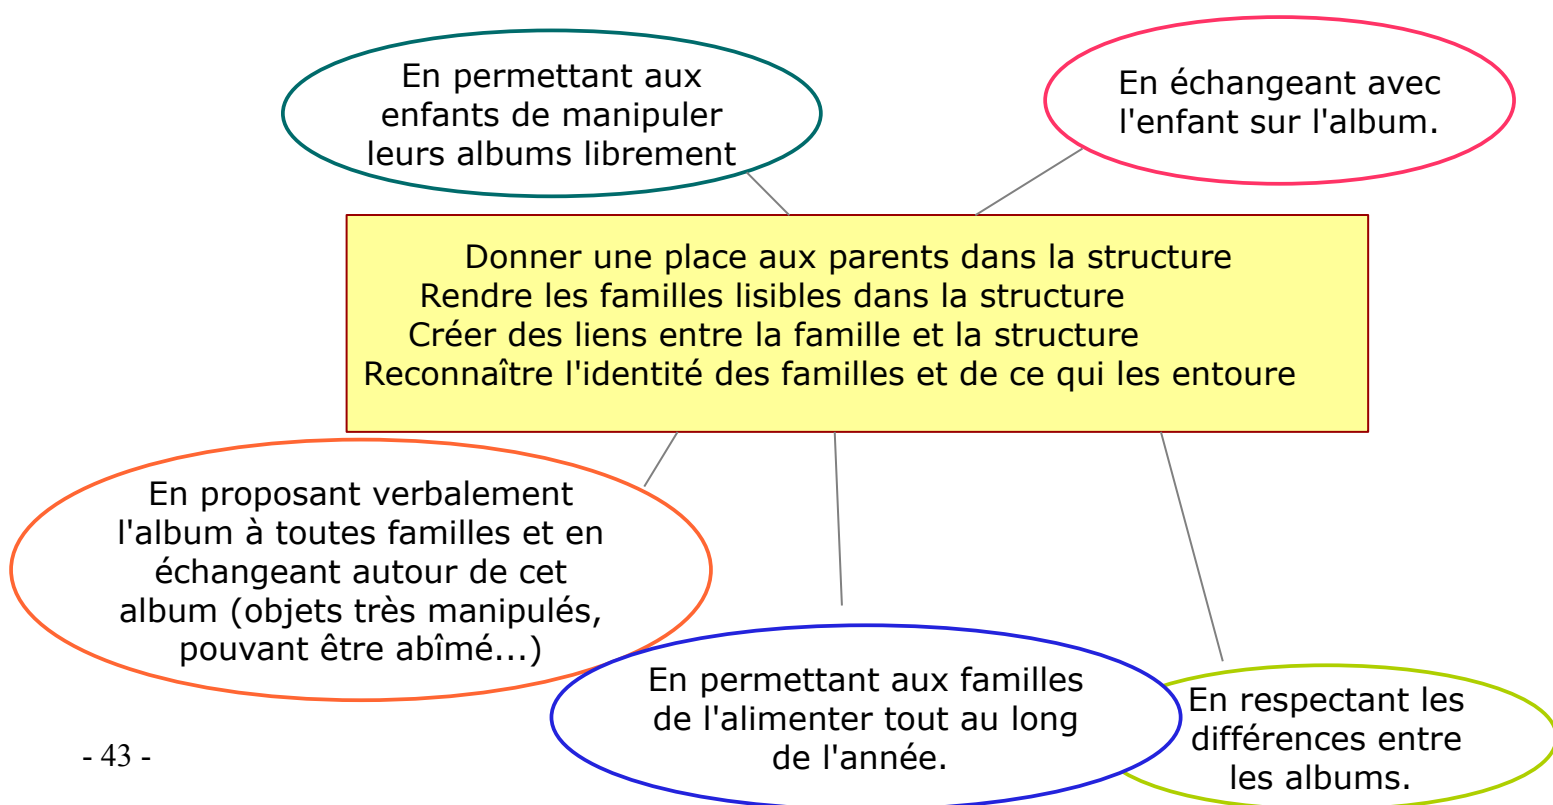 En permettant aux
enfants de manipuler
leurs albums librement
En échangeant avec
l'enfant sur l'album.
Donner une place aux parents dans la structure
Rendre les familles lisibles dans la structure
Créer des liens entre la famille et la structure
Reconnaître l'identité des familles et de ce qui les entoure
En proposant verbalement
l'album à toutes familles et en
échangeant autour de cet
album (objets très manipulés,
pouvant être abîmé...)
En permettant aux familles
de l'alimenter tout au long
de l'année.
En respectant les
différences entre
les albums.
- 43 -